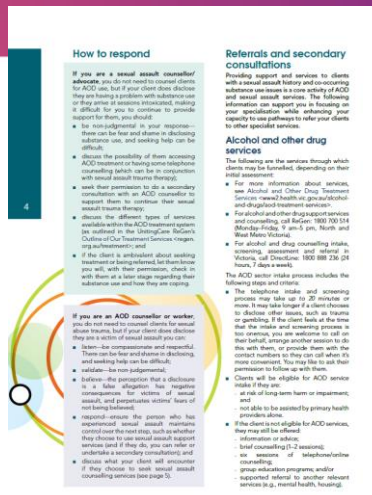 How to respond
If you are a sexual assault counsellor/
advocate, you do not need to counsel clients
for AOD use, but if your client does disclose
they are having a problem with substance use
or they arrive at sessions intoxicated, making
it difficult for you to continue to provide
support for them, you should:
■ be non-judgmental in your response—
there can be fear and shame in disclosing
substance use, and seeking help can be
difficult;
■ discuss the possibility of them accessing
AOD treatment or having some telephone
counselling (which can be in conjunction
with sexual assault trauma therapy);
■ seek their permission to do a secondary
consultation with an AOD counsellor to
support them to continue their sexual
assault trauma therapy;
■ discuss the different types of services
available within the AOD treatment system
(as outlined in the UnitingCare ReGen's
Outline of Our Treatment Services <regen.
org.au/treatment>; and
■ if the client is ambivalent about seeking
treatment or being referred, let them know
you will, with their permission, check in
with them at a later stage regarding their
substance use and how they are coping.
If you are an AOD counsellor or worker,
you do not need to counsel clients for sexual
abuse trauma, but if your client does disclose
they are a victim of sexual assault you can:
■ listen—be compassionate and respectful.
There can be fear and shame in disclosing,
and seeking help can be difficult;
■ validate—be non-judgemental;
■ believe—the perception that a disclosure
is a false allegation has negative
consequences for victims of sexual
assault, and perpetuates victims' fears of
not being believed;
■ respond—ensure the person who has
experienced sexual assault maintains
control over the next step, such as whether
they choose to use sexual assault support
services (and if they do, you can refer or
undertake a secondary consultation); and
■ discuss what your client will encounter
if they choose to seek sexual assault
counselling services (see page 5).
4
Referrals and secondary
consultations
Providing support and services to clients
with a sexual assault history and co-occurring
substance use issues is a core activity of AOD
and sexual assault services. The following
information can support you in focusing on
your specialisation while enhancing your
capacity to use pathways to refer your clients
to other specialist services.
Alcohol and other drug
services
The following are the services through which
clients may be funnelled, depending on their
initial assessment:
■ For more information about services,
see Alcohol and Other Drug Treatment
Services <www2.health.vic.gov.au/alcohol-
and-drugs/aod-treatment-services>.
■ For alcohol and other drug support services
and counselling, call ReGen: 1800 700 514
(Monday–Friday, 9 am–5 pm, North and
West Metro Victoria).
■ For alcohol and drug counselling intake,
screening, assessment and referral in
Victoria, call DirectLine: 1800 888 236 (24
hours, 7 days a week).
The AOD sector intake process includes the
following steps and criteria:
■ The telephone intake and screening
process may take up to 20 minutes or
more. It may take longer if a client chooses
to disclose other issues, such as trauma
or gambling. If the client feels at the time
that the intake and screening process is
too onerous, you are welcome to call on
their behalf, arrange another session to do
this with them, or provide them with the
contact numbers so they can call when it's
more convenient. You may like to ask their
permission to follow up with them.
■ Clients will be eligible for AOD service
intake if they are:
- at risk of long-term harm or impairment;
and
- not able to be assisted by primary health
providers alone.
■ If the client is not eligible for AOD services,
they may still be offered:
- information or advice;
- brief counselling (1–2 sessions);
- six sessions of telephone/online
counselling;
- group education programs; and/or
- supported referral to another relevant
services (e.g., mental health, housing).